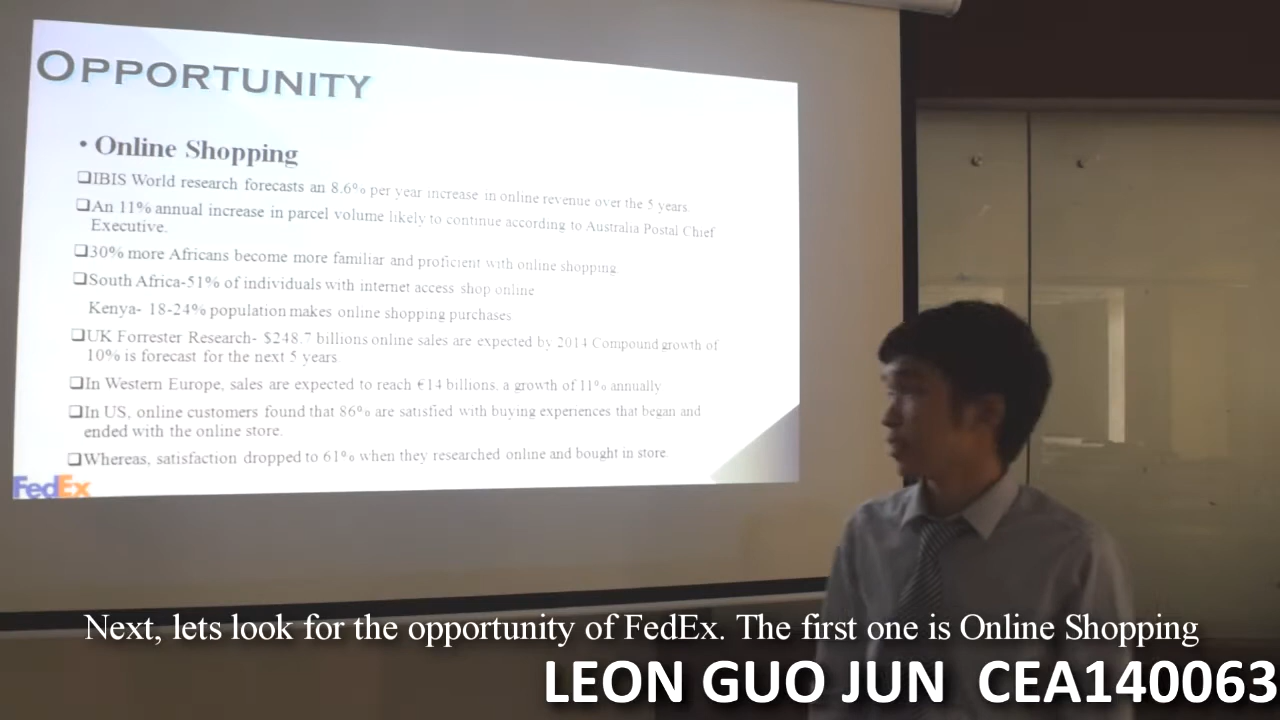 OPPORTUNITY
• Online Shopping
❑IBIS World research forecasts an 8.6% per year increase in online revenue over the 5 years.
❑An 11% annual increase in parcel volume likely to continue according to Australia Postal Chief
Executive.
❑30% more Africans become more familiar and proficient with online shopping.
❑South Africa-51% of individuals with internet access shop online
Kenya- 18-24% population makes online shopping purchases
❑UK Forrester Research- $248.7 billions online sales are expected by 2014 Compound growth of
10% is forecast for the next 5 years.
❑In Western Europe, sales are expected to reach €14 billions, a growth of 11% annually
❑In US, online customers found that 86% are satisfied with buying experiences that began and
ended with the online store.
❑Whereas, satisfaction dropped to 61% when they researched online and bought in store.
FedEx
Next, lets look for the opportunity of FedEx. The first one is Online Shopping
LEON GUO JUN CEA140063